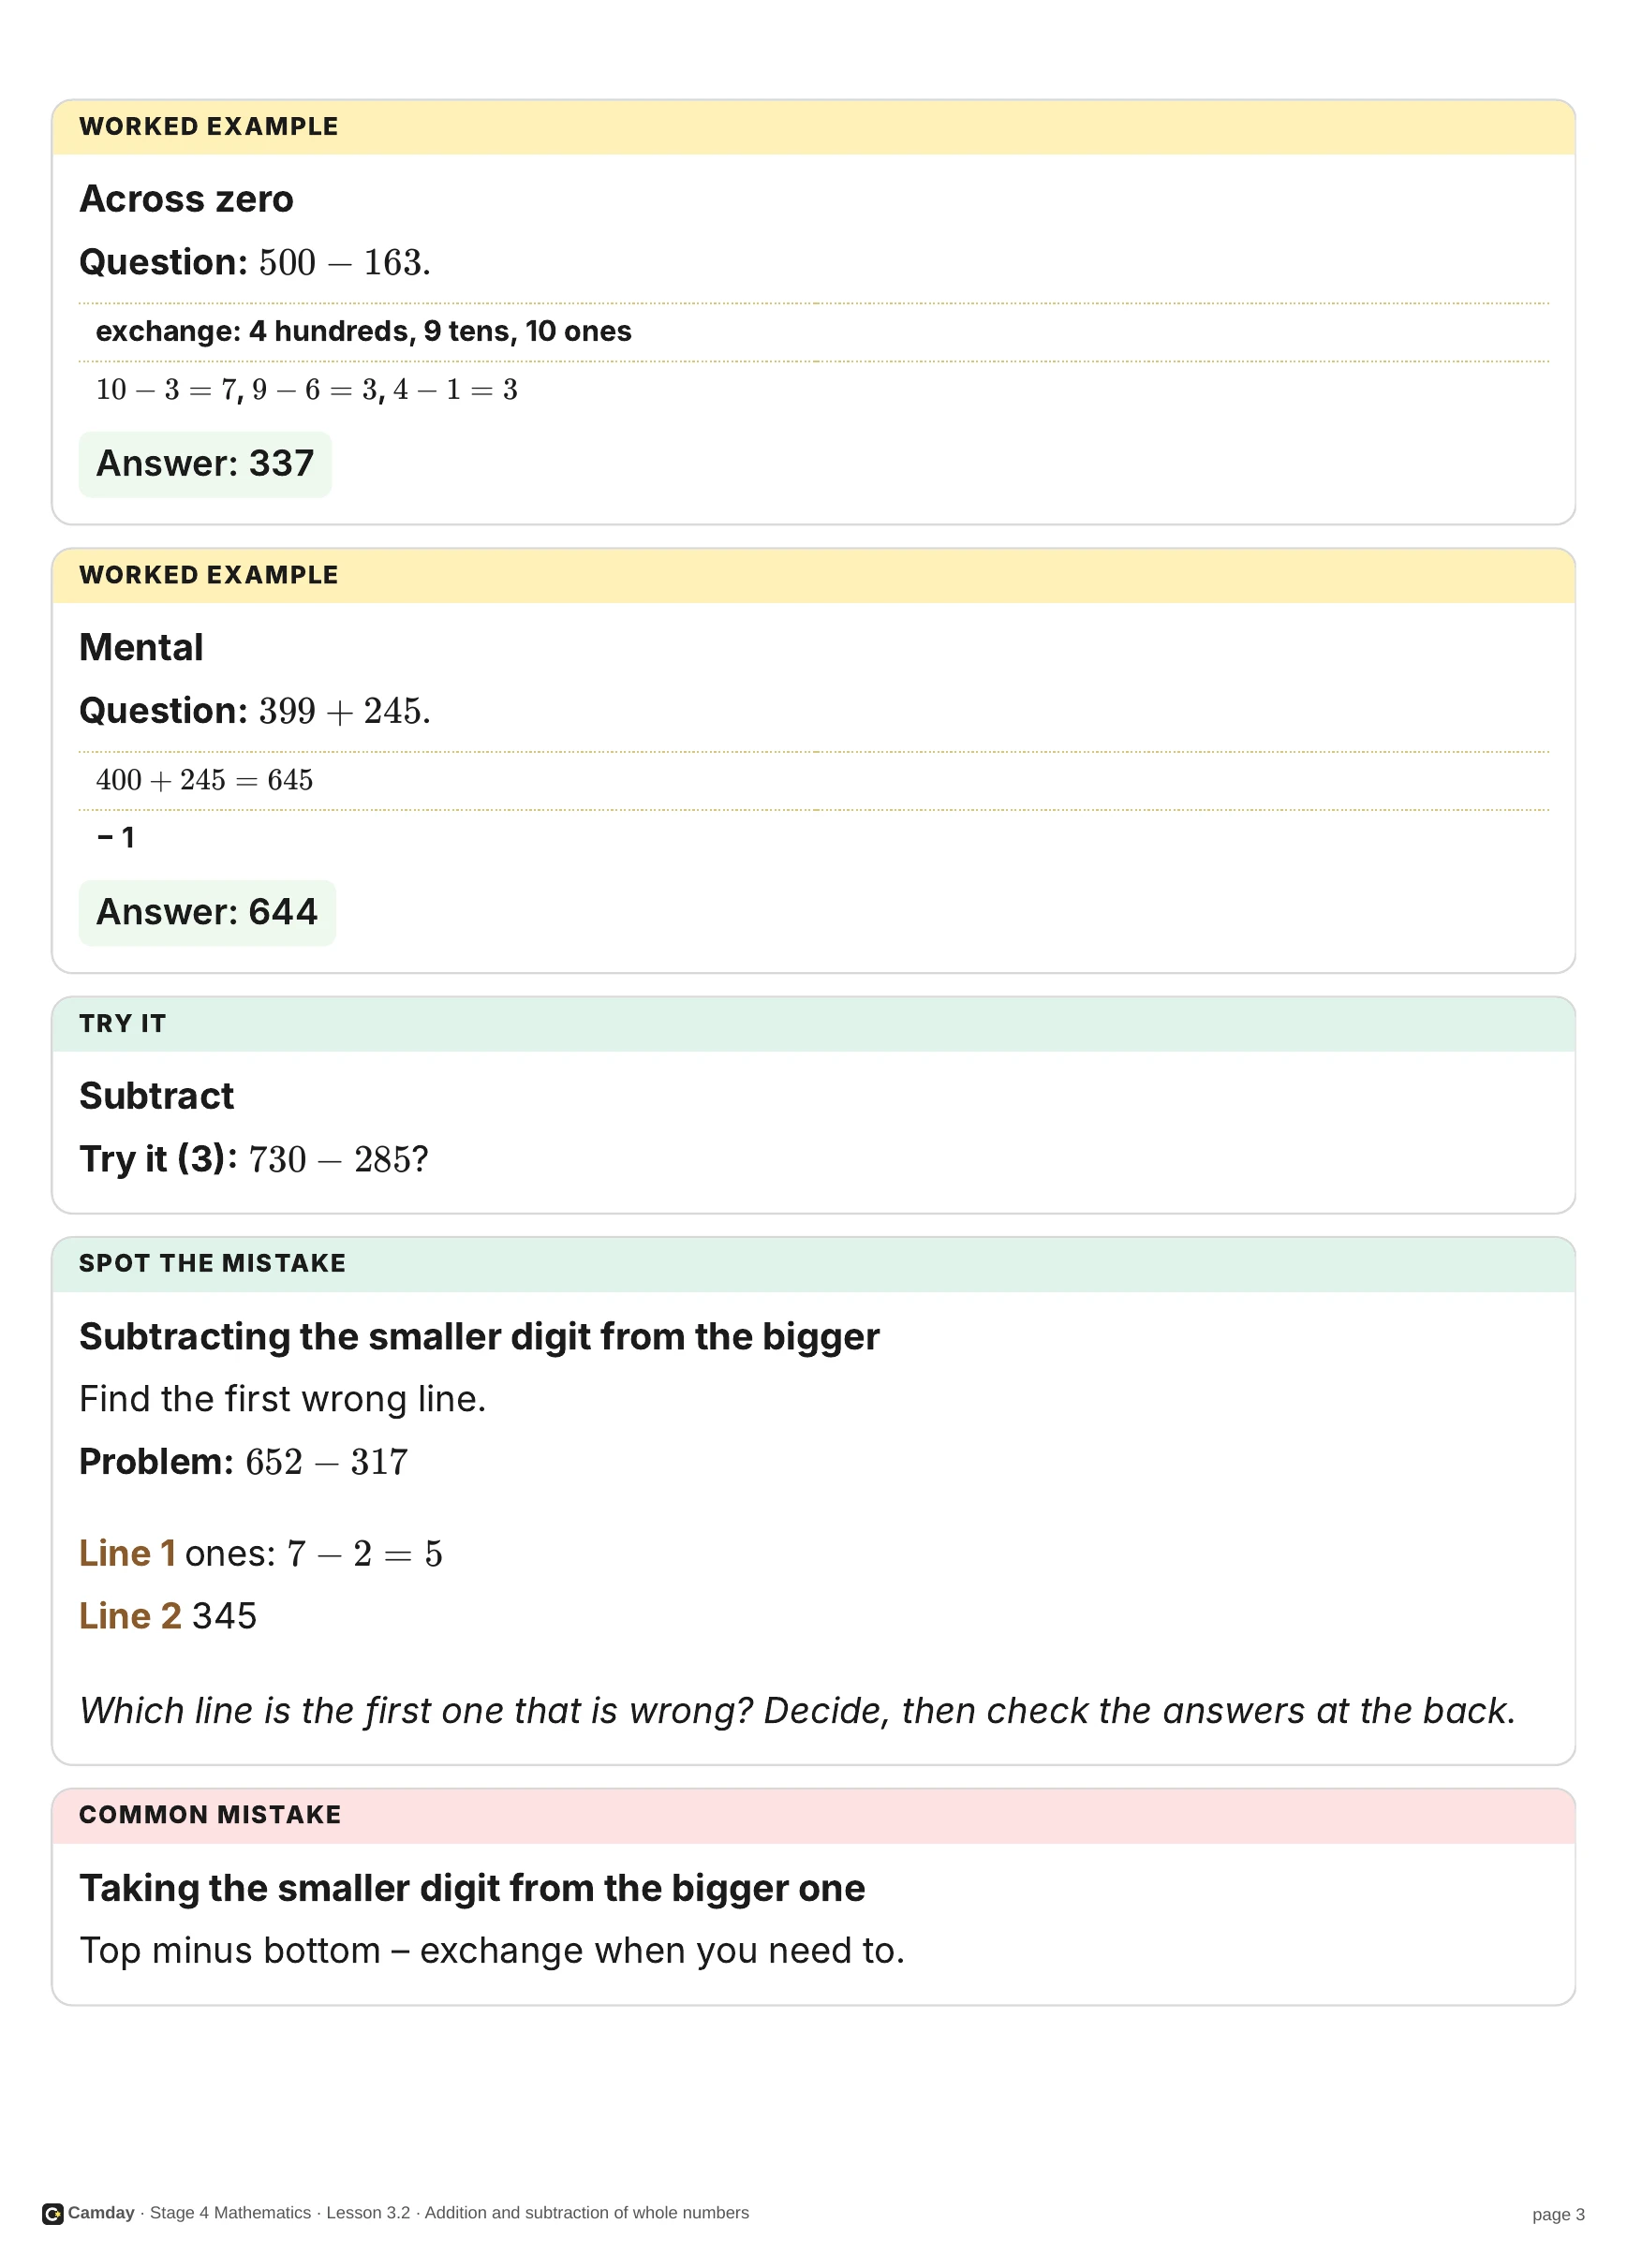 WORKED EXAMPLE
Across zero
Question: 500 − 163.
exchange: 4 hundreds, 9 tens, 10 ones
10 − 3 = 7, 9 − 6 = 3, 4 − 1 = 3
Answer: 337
WORKED EXAMPLE
Mental
Question: 399 + 245.
400 + 245 = 645
− 1
Answer: 644
TRY IT
Subtract
Try it (3): 730 − 285?
SPOT THE MISTAKE
Subtracting the smaller digit from the bigger
Find the first wrong line.
Problem: 652 − 317
Line 1 ones: 7 − 2 = 5
Line 2 345
Which line is the first one that is wrong? Decide, then check the answers at the back.
COMMON MISTAKE
Taking the smaller digit from the bigger one
Top minus bottom – exchange when you need to.
Camday · Stage 4 Mathematics · Lesson 3.2 · Addition and subtraction of whole numbers
page 3